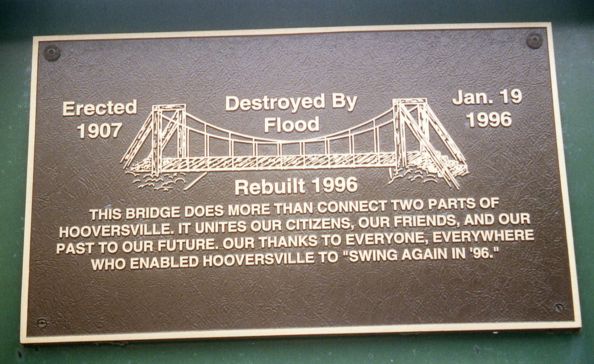 Erected
1907
Destroyed By
Flood
Jan. 19
1996
Rebuilt 1996
THIS BRIDGE DOES MORE THAN CONNECT TWO PARTS OF
HOOVERSVILLE. IT UNITES OUR CITIZENS, OUR FRIENDS, AND OUR
PAST TO OUR FUTURE. OUR THANKS TO EVERYONE, EVERYWHERE
WHO ENABLED HOOVERSVILLE TO "SWING AGAIN IN '96."